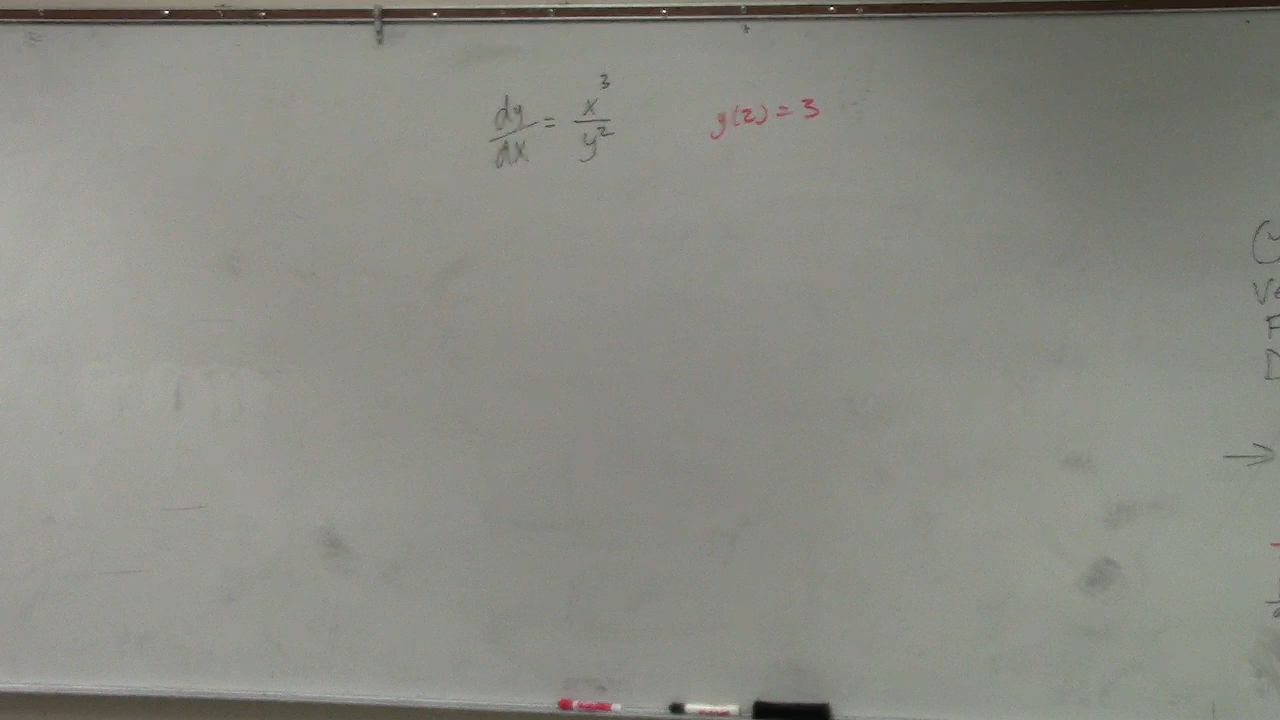 dy/dx = x³/y² y(2) = 3